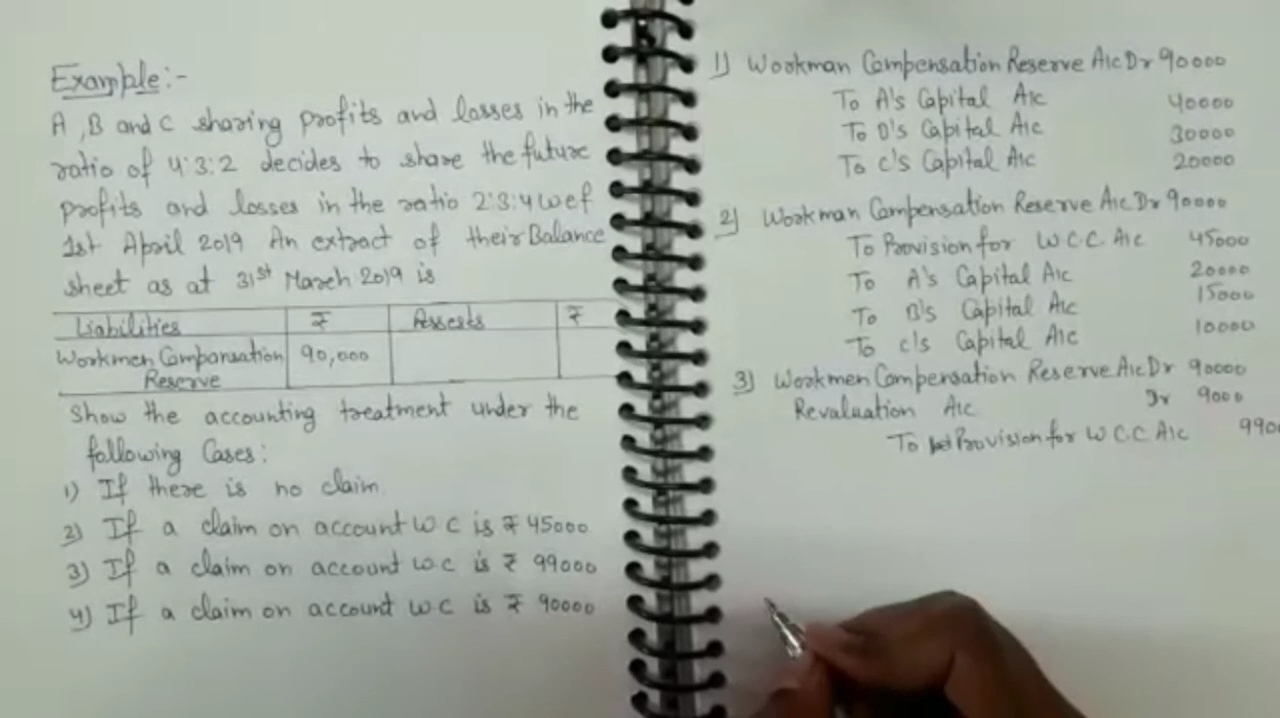 Example:-
A, B and C sharing profits and losses in the
ratio of 4:3:2 decides to share the future
profits and losses in the ratio 2:3:4 wef
1st April 2019 An extract of their Balance
sheet as at 31st March 2019 is
Liabilities ₹ Assests ₹
Workmen Compansation 90,000
Reserve
Show the accounting treatment under the
following Cases:
1) If there is no claim
2) If a claim on account W C is ₹ 45000
3) If a claim on account W.C is ₹ 99000
4) If a claim on account W.C is ₹ 90000
1) Workman Compensation Reserve A/c Dr 90000
To A's Capital A/c 40000
To B's Capital A/c 30000
To C's Capital A/c 20000
2) Workman Compensation Reserve A/c Dr 90000
To Provision for W.C.C. A/c 45000
To A's Capital A/c 20000
To B's Capital A/c 15000
To C's Capital A/c 10000
3) Workmen Compensation Reserve A/c Dr 90000
Revaluation A/c Dr 9000
To Provision for W.C.C A/c 990